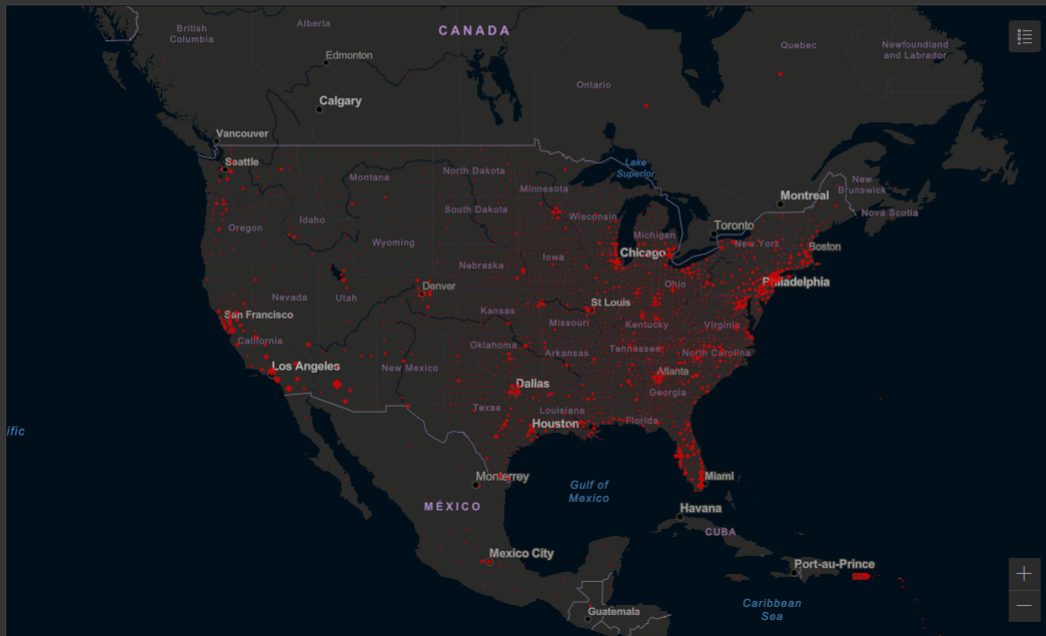 CANADA
Alberta
British
Columbia
Edmonton
Quebec
Newfoundland
and Labrador
Ontario
Calgary
Vancouver
Seattle
Lake
Superior
Montana
North Dakota
Minnesota
New
Brunswick
Montreal
Nova Scotia
Idaho
South Dakota
Wisconsin
Oregon
Toronto
Michigan
New York
Boston
Wyoming
Chicago
Iowa
Nebraska
Ohio
Philadelphia
Denver
Nevada
Utah
St Louis
Kansas
San Francisco
Missouri
Kentucky
Virginia
California
Oklahoma
Arkansas
Tennessee
North Carolina
Los Angeles
New Mexico
Atlanta
Dallas
Georgia
Texas
Louisiana
Houston
Florida
ific
Monterrey
Miami
Gulf of
Mexico
MÉXICO
Havana
CUBA
Mexico City
Port-au-Prince
Caribbean
Sea
Guatemala
+
−